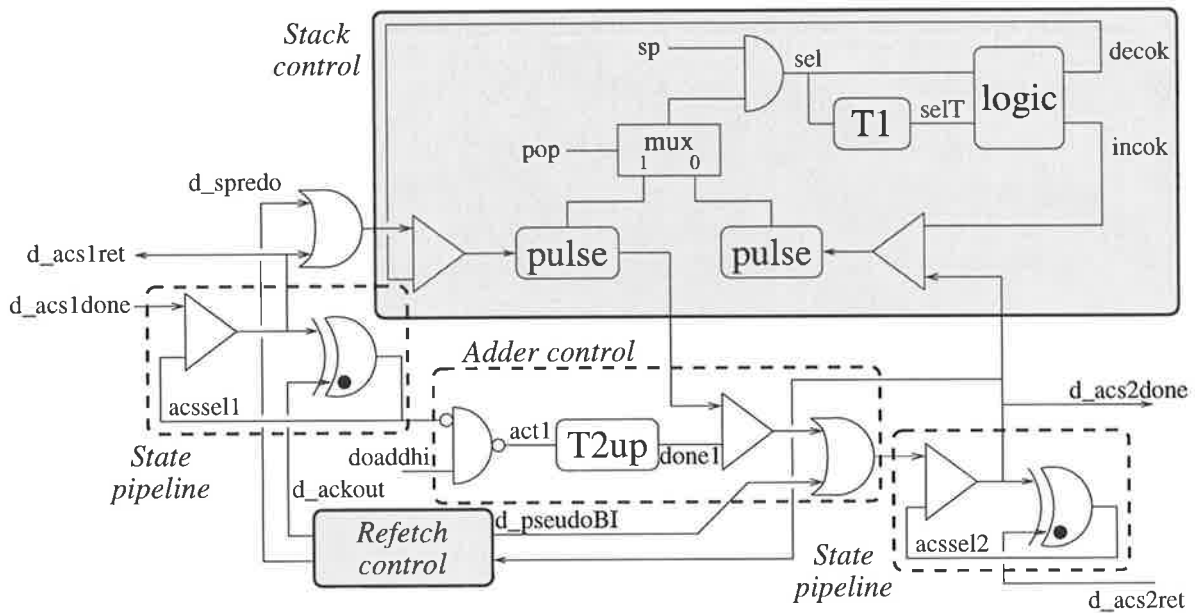 Stack
control
sp
sel
decok
logic
T1
selT
mux
1 0
pop
incok
d_spredo
d_acs1ret
pulse
pulse
d_acs1done
Adder control
acssel1
d_acs2done
State
pipeline
act1
T2up
done1
doaddhi
d_ackout
d_pseudoBI
Refetch
control
acssel2
State
pipeline
d_acs2ret